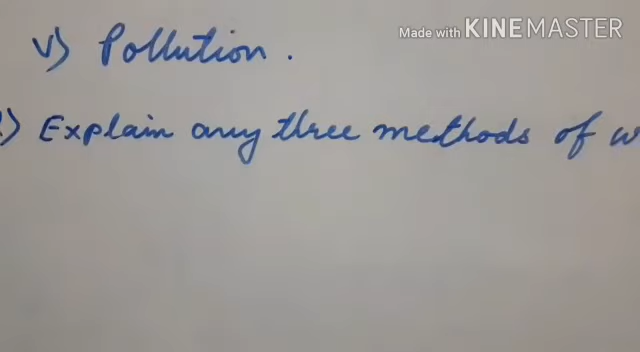 Made with KINEMASTER
v) Pollution.
) Explain any three methods of w